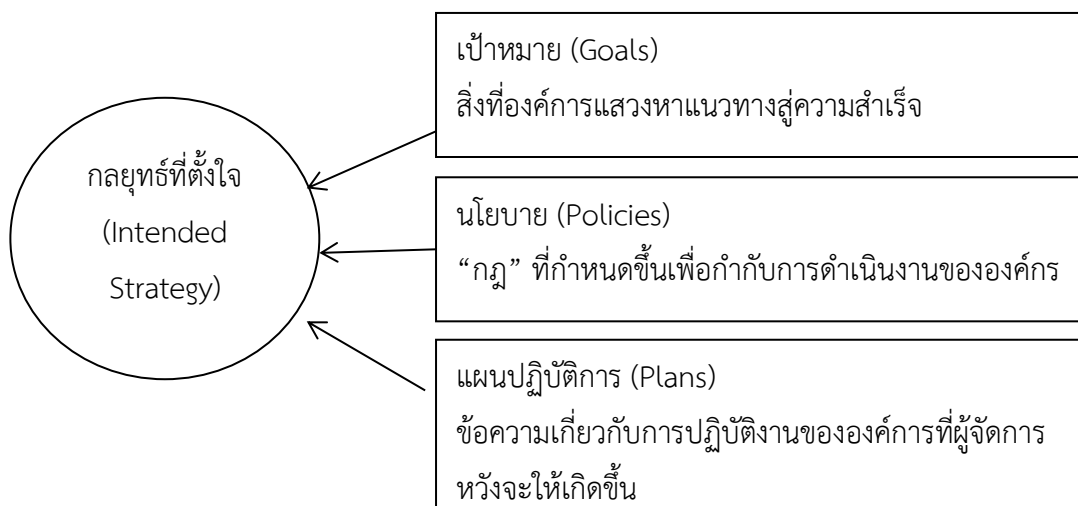 เป้าหมาย (Goals)
สิ่งที่องค์การแสวงหาแนวทางสู่ความสำเร็จ
กลยุทธ์ที่ตั้งใจ
(Intended
Strategy)
นโยบาย (Policies)
“กฎ” ที่กำหนดขึ้นเพื่อกำกับการดำเนินงานขององค์กร
แผนปฏิบัติการ (Plans)
ข้อความเกี่ยวกับการปฏิบัติงานขององค์การที่ผู้จัดการ
หวังจะให้เกิดขึ้น